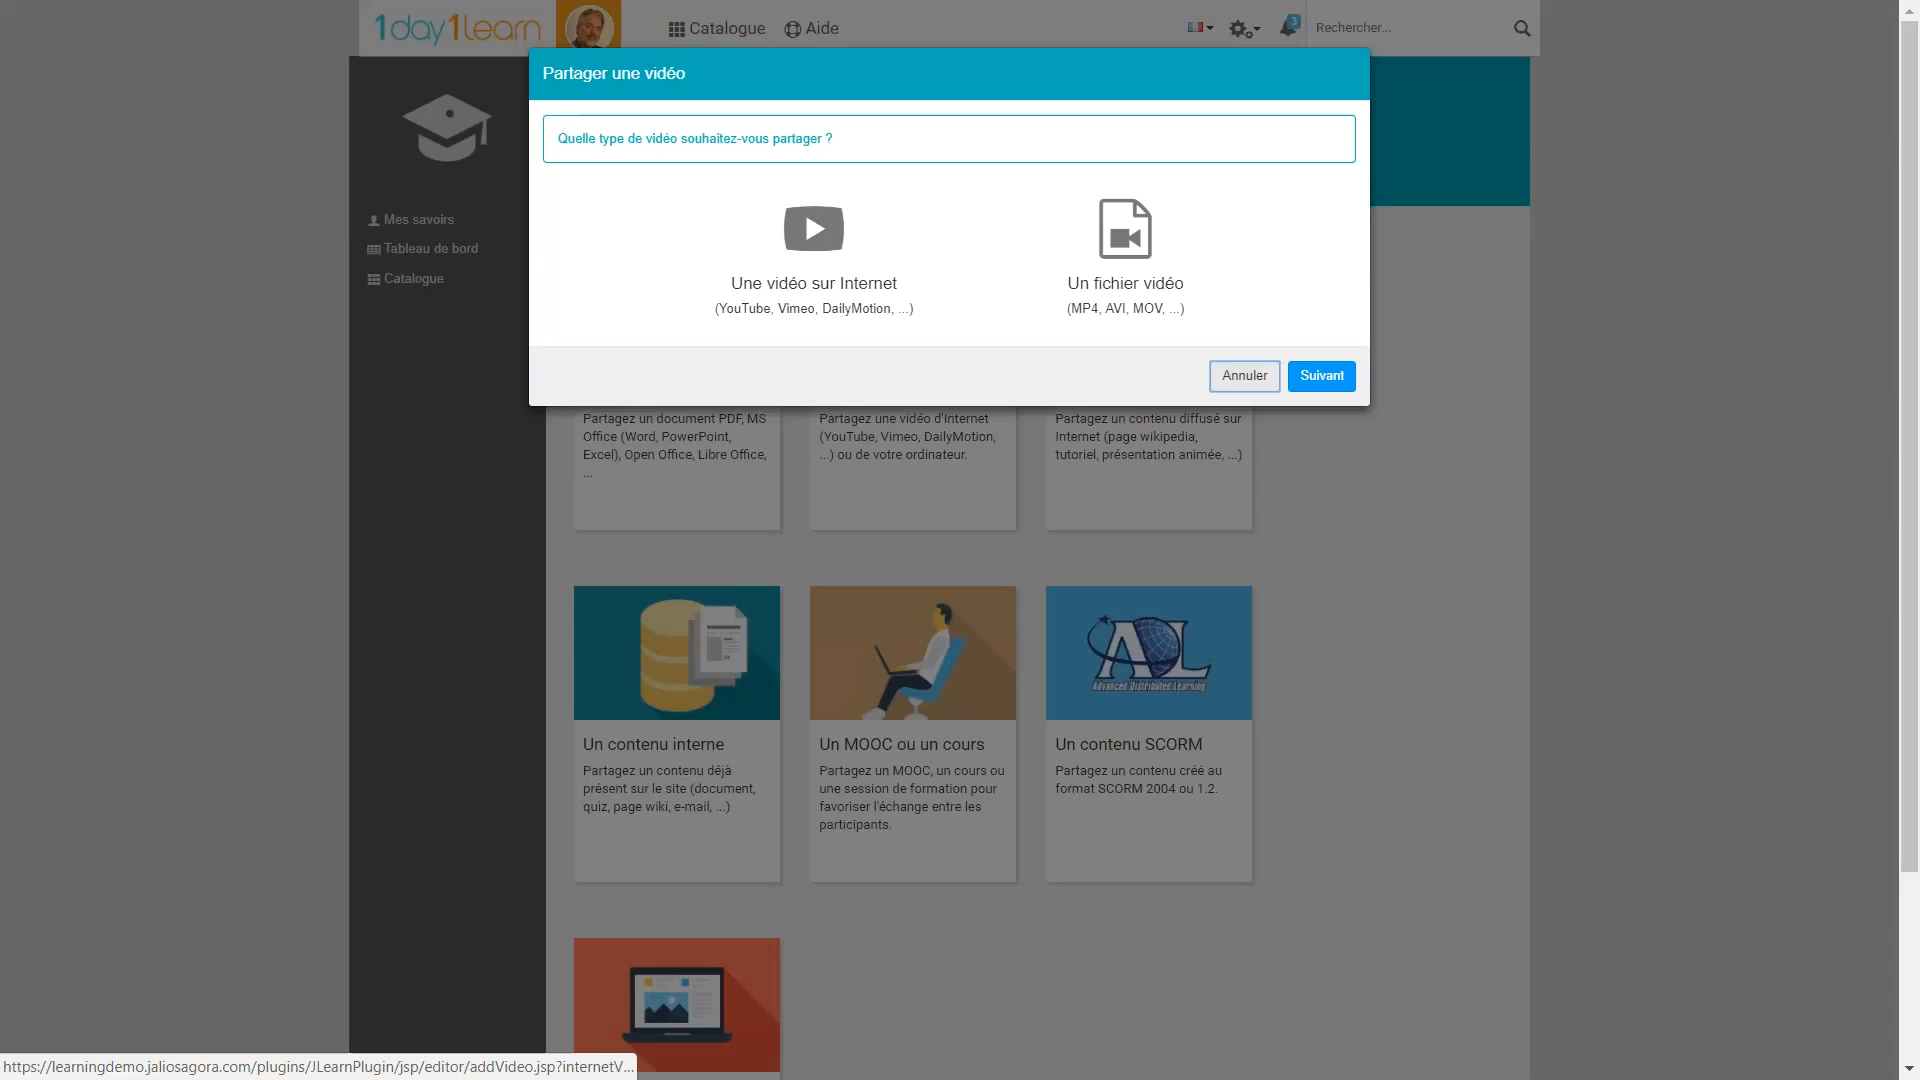 1day1learn
Catalogue
Aide
3
Rechercher...
Partager une vidéo
Quelle type de vidéo souhaitez-vous partager ?
Mes savoirs
Tableau de bord
Catalogue
Une vidéo sur Internet
(YouTube, Vimeo, DailyMotion, ...)
Un fichier vidéo
(MP4, AVI, MOV, ...)
Annuler
Suivant
Partagez un document PDF, MS
Office (Word, PowerPoint,
Excel), Open Office, Libre Office,
...
Partagez une vidéo d'Internet
(YouTube, Vimeo, DailyMotion,
...) ou de votre ordinateur.
Partagez un contenu diffusé sur
Internet (page wikipedia,
tutoriel, présentation animée, ...)
ADL
Advanced Distributed Learning
Un contenu interne
Partagez un contenu déjà
présent sur le site (document,
quiz, page wiki, e-mail, ...)
Un MOOC ou un cours
Partagez un MOOC, un cours ou
une session de formation pour
favoriser l'échange entre les
participants.
Un contenu SCORM
Partagez un contenu créé au
format SCORM 2004 ou 1.2.
https://learningdemo.jaliosagora.com/plugins/JLearnPlugin/jsp/editor/addVideo.jsp?internetV...